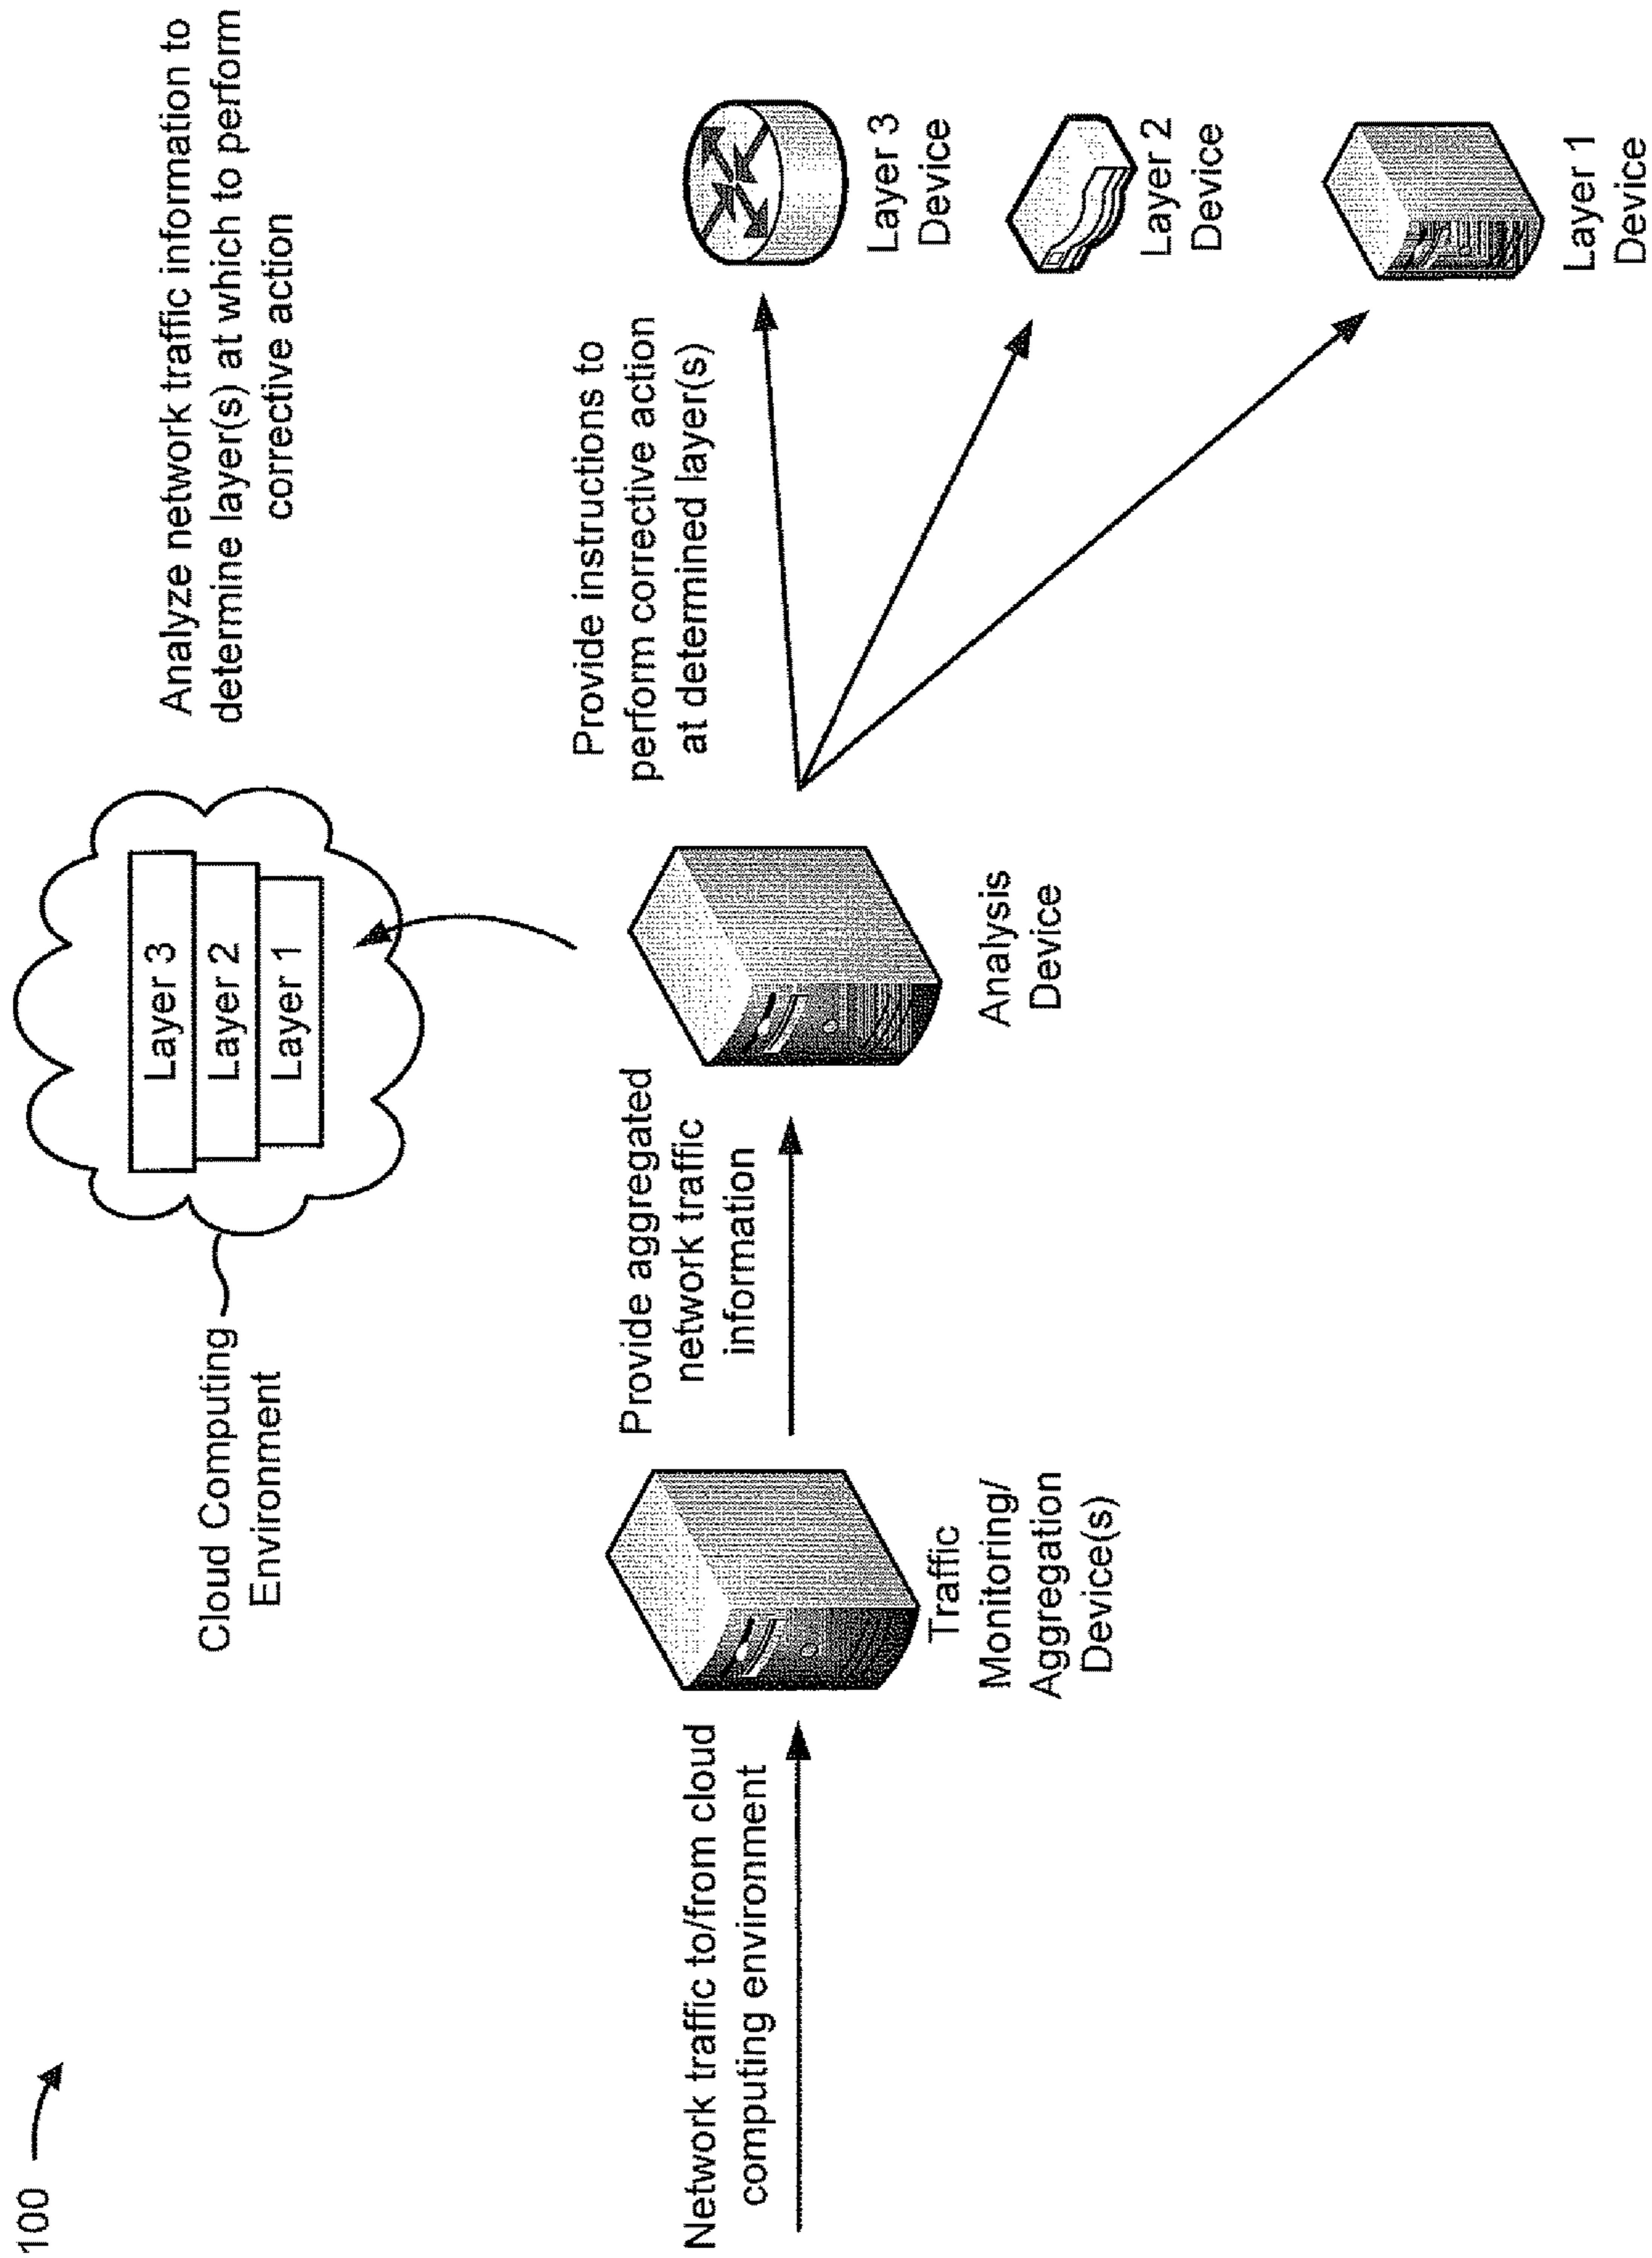 100
Cloud Computing
Environment
Layer 3
Layer 2
Layer 1
Analyze network traffic information to
determine layer(s) at which to perform
corrective action
Network traffic to/from cloud
computing environment
Traffic
Monitoring/
Aggregation
Device(s)
Provide aggregated
network traffic
information
Analysis
Device
Provide instructions to
perform corrective action
at determined layer(s)
Layer 3
Device
Layer 2
Device
Layer 1
Device